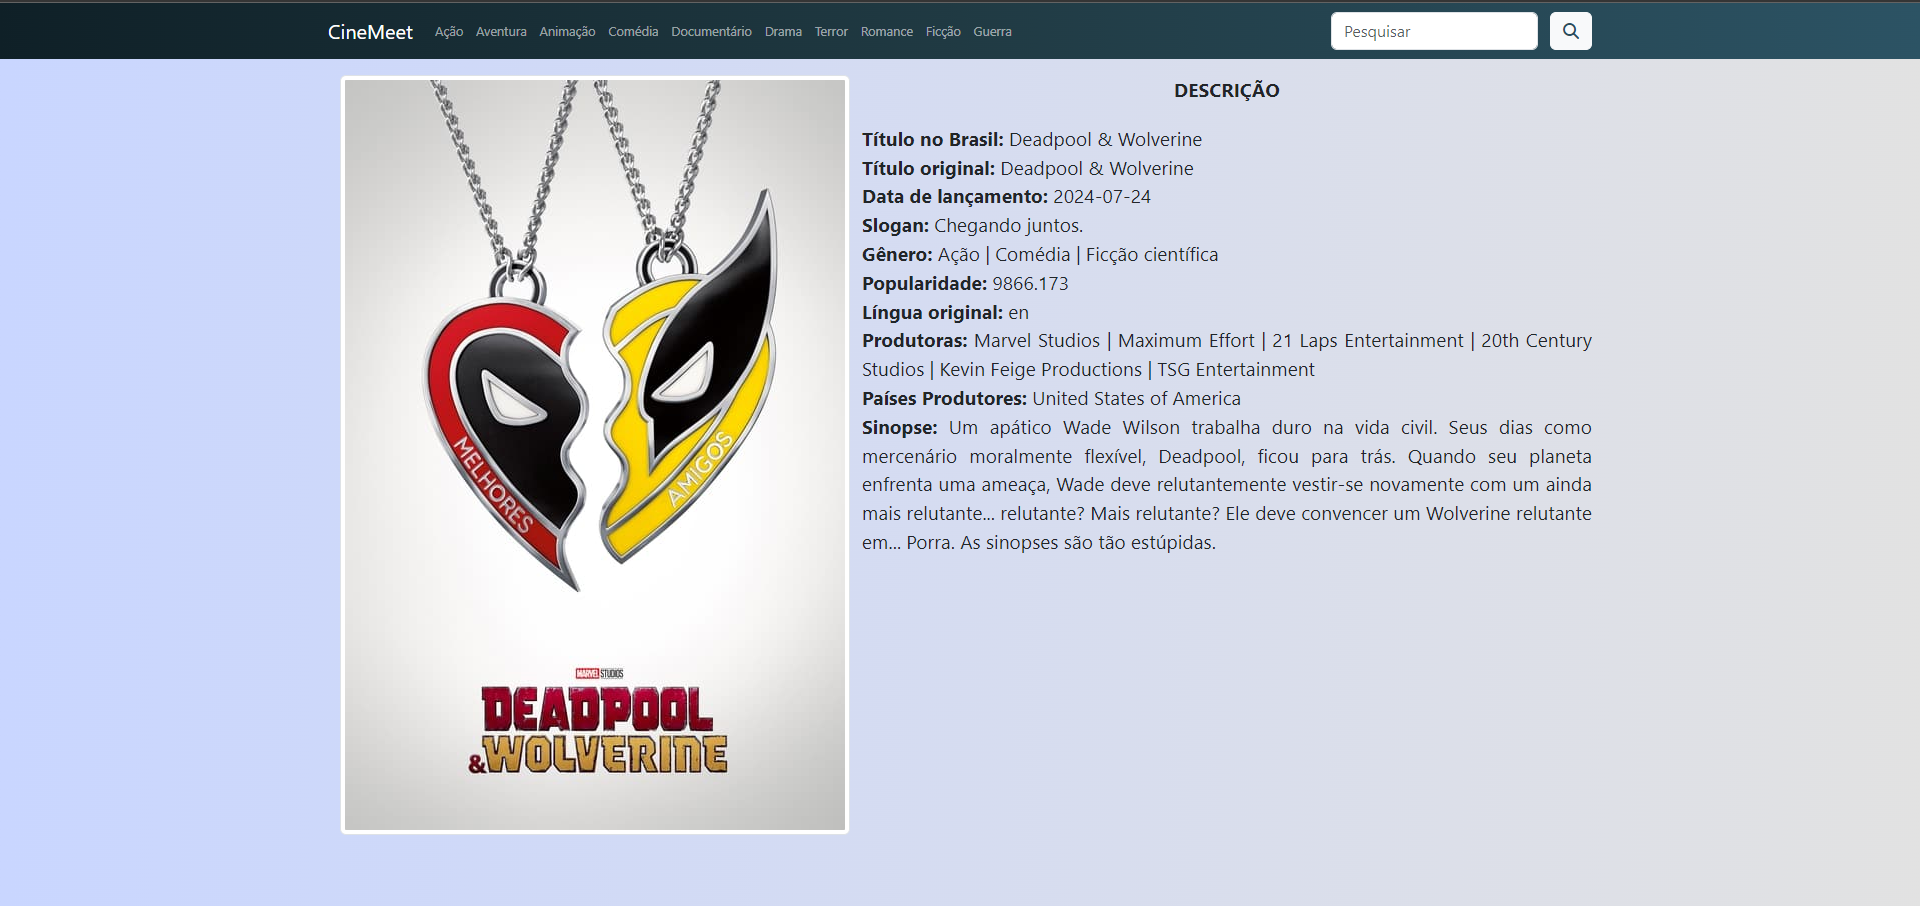 CineMeet Ação Aventura Animação Comédia Documentário Drama Terror Romance Ficção Guerra Pesquisar
MELHORES
AMIGOS
MARVEL STUDIOS
DEADPOOL
&WOLVERINE
DESCRIÇÃO
Título no Brasil: Deadpool & Wolverine
Título original: Deadpool & Wolverine
Data de lançamento: 2024-07-24
Slogan: Chegando juntos.
Gênero: Ação | Comédia | Ficção científica
Popularidade: 9866.173
Língua original: en
Produtoras: Marvel Studios | Maximum Effort | 21 Laps Entertainment | 20th Century
Studios | Kevin Feige Productions | TSG Entertainment
Países Produtores: United States of America
Sinopse: Um apático Wade Wilson trabalha duro na vida civil. Seus dias como
mercenário moralmente flexível, Deadpool, ficou para trás. Quando seu planeta
enfrenta uma ameaça, Wade deve relutantemente vestir-se novamente com um ainda
mais relutante... relutante? Mais relutante? Ele deve convencer um Wolverine relutante
em... Porra. As sinopses são tão estúpidas.